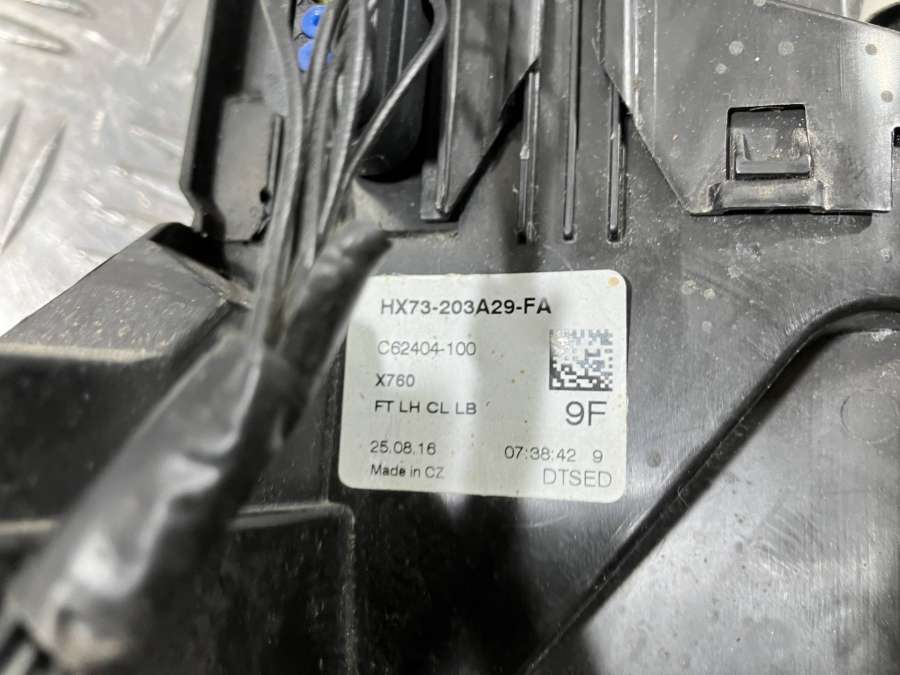 HX73-203A29-FA
C62404-100
X760
FT LH CL LB
9F
25.08.16 07:38:42 9
Made in CZ DTSED